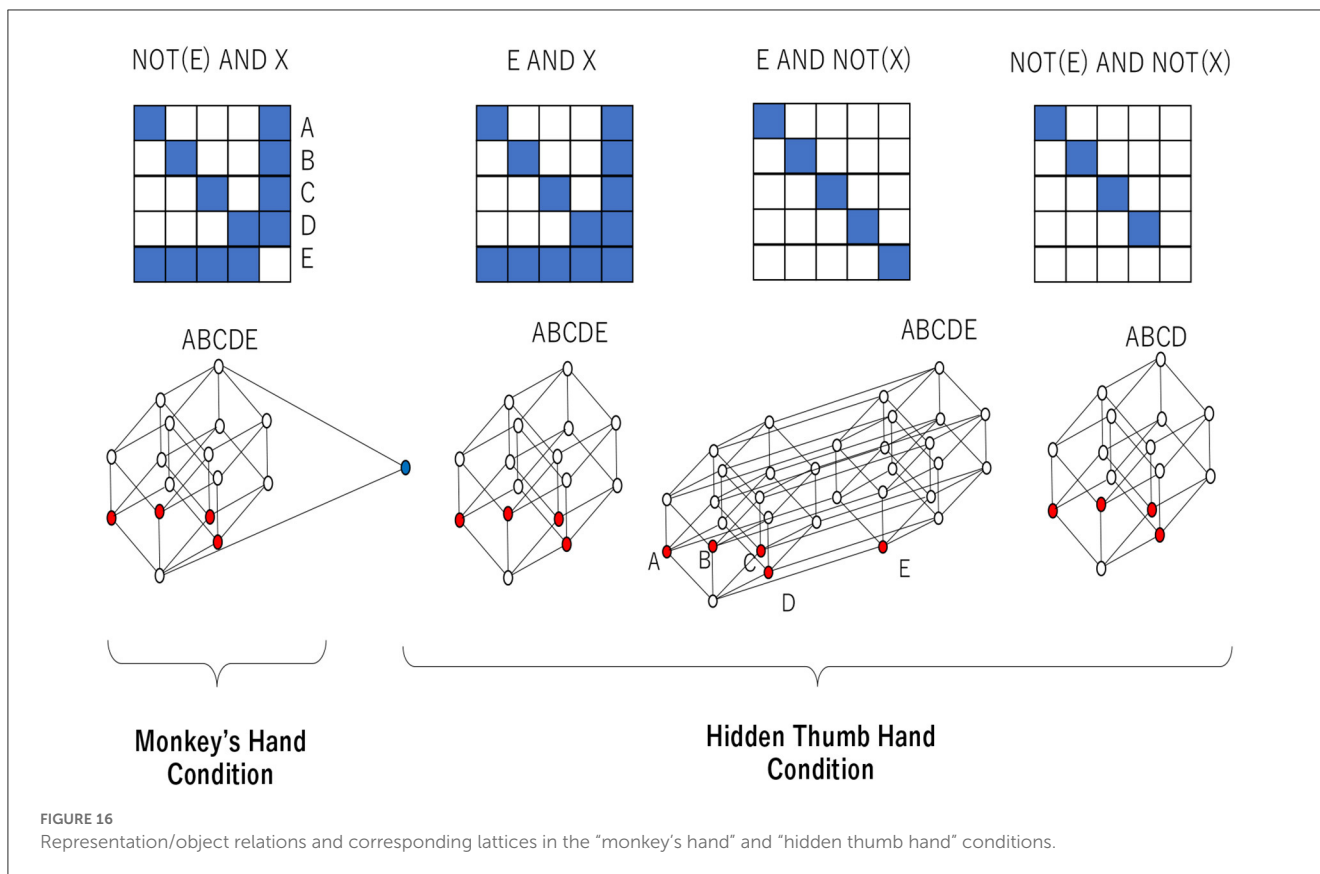 NOT(E) AND X
E AND X
E AND NOT(X)
NOT(E) AND NOT(X)
A
B
C
D
E
ABCDE
ABCDE
ABCDE
ABCD
A
B
C
E
D
Monkey's Hand
Condition
Hidden Thumb Hand
Condition
FIGURE 16
Representation/object relations and corresponding lattices in the "monkey's hand" and "hidden thumb hand" conditions.